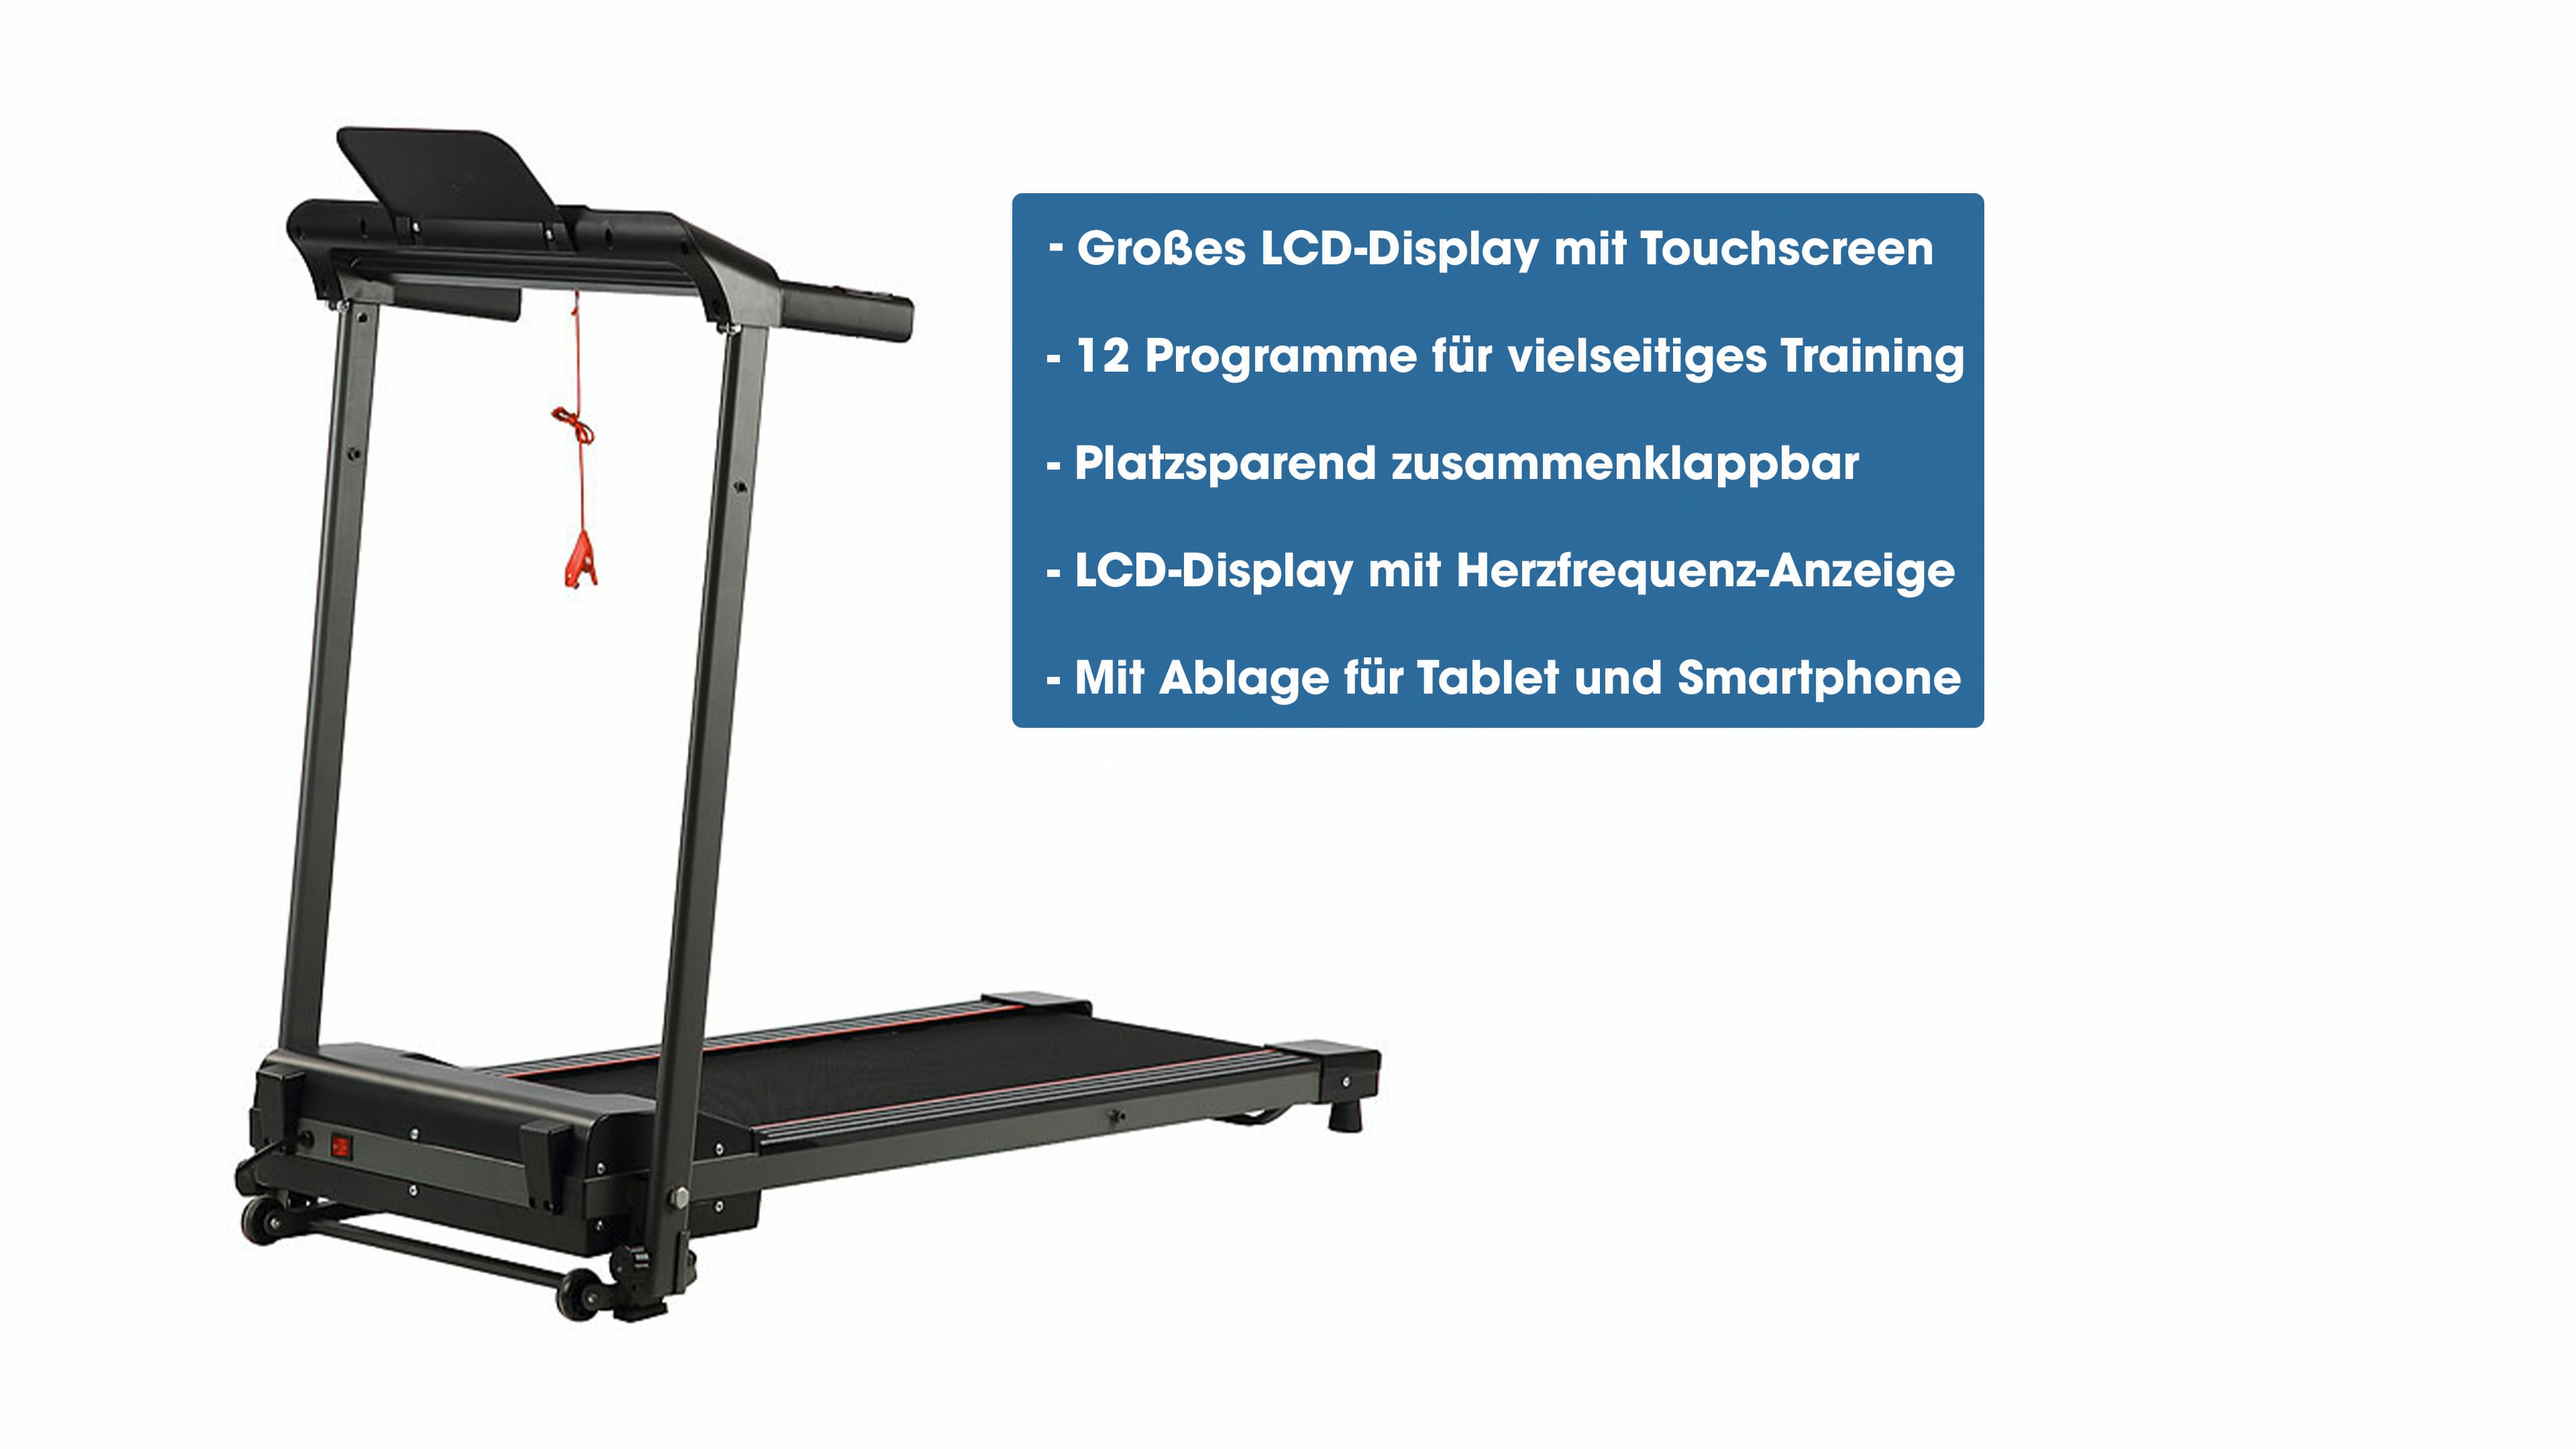 - Großes LCD-Display mit Touchscreen
- 12 Programme für vielseitiges Training
- Platzsparend zusammenklappbar
- LCD-Display mit Herzfrequenz-Anzeige
- Mit Ablage für Tablet und Smartphone